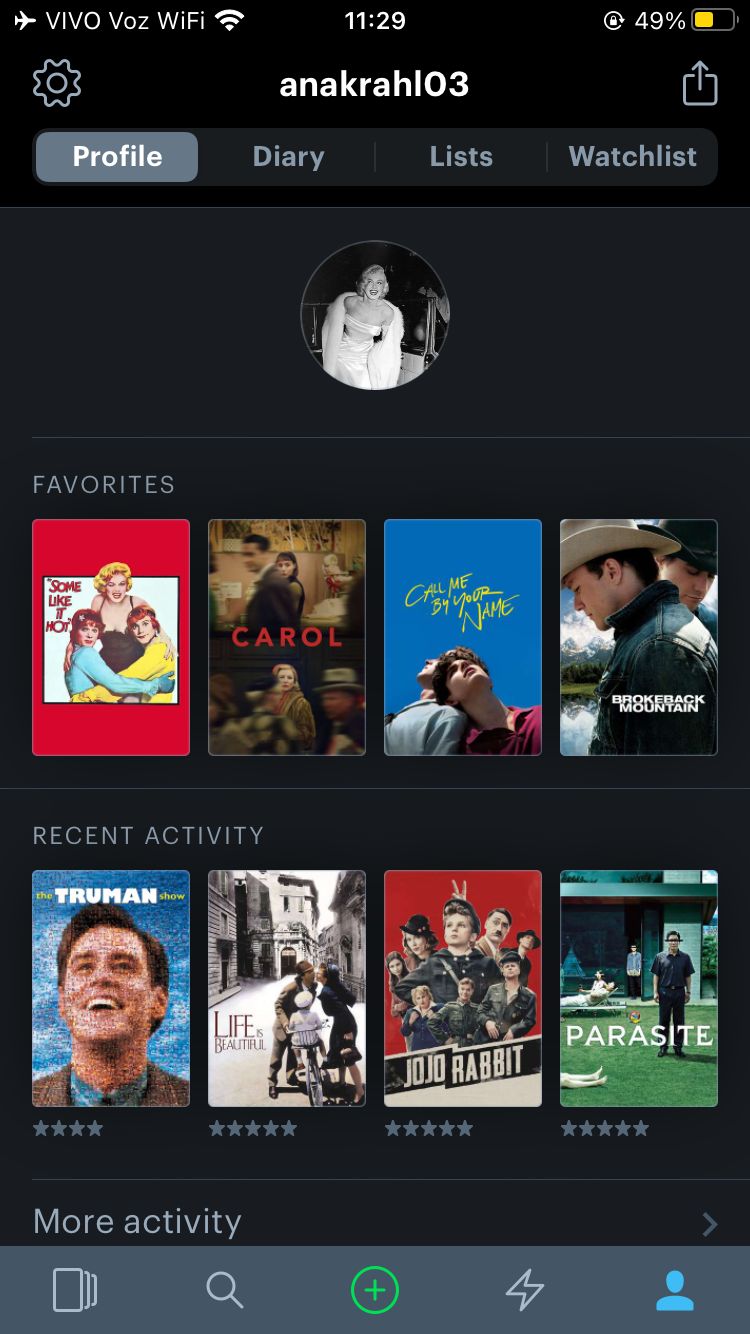 VIVO Voz WiFi 11:29 49%
anakrahl03
Profile Diary Lists Watchlist
FAVORITES
"SOME
LIKE
IT
HOT"
CAROL
CALL ME
BY YOUR
NAME
BROKEBACK
MOUNTAIN
RECENT ACTIVITY
the TRUMAN show
LIFE IS
BEAUTIFUL
JOJO RABBIT
PARASITE
★★★★ ★★★★★ ★★★★★ ★★★★★
More activity